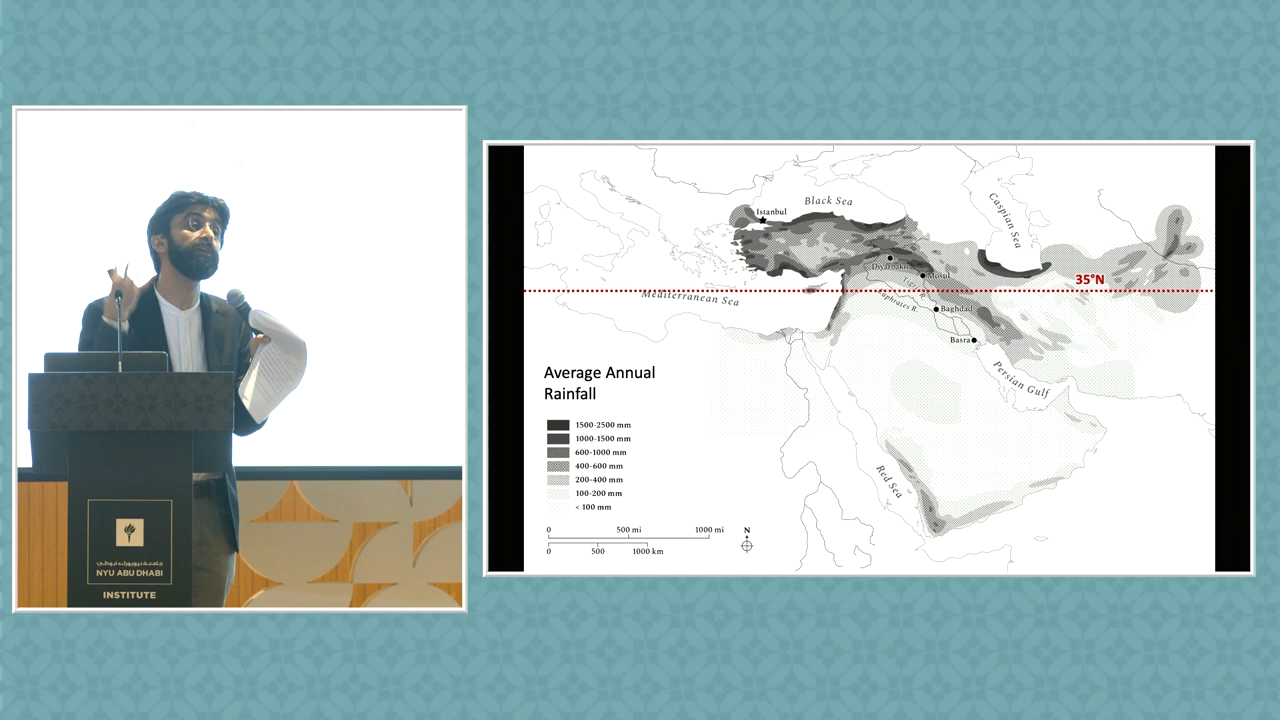 جامعة نيويورك أبوظبي
NYU ABU DHABI
INSTITUTE
Istanbul
Black Sea
Caspian Sea
Diyarbakir
Mosul
35°N
Tigris R.
Mediterranean Sea
Euphrates R.
Baghdad
Basra
Persian Gulf
Red Sea
Average Annual
Rainfall
1500-2500 mm
1000-1500 mm
600-1000 mm
400-600 mm
200-400 mm
100-200 mm
< 100 mm
0 500 mi 1000 mi
0 500 1000 km
N